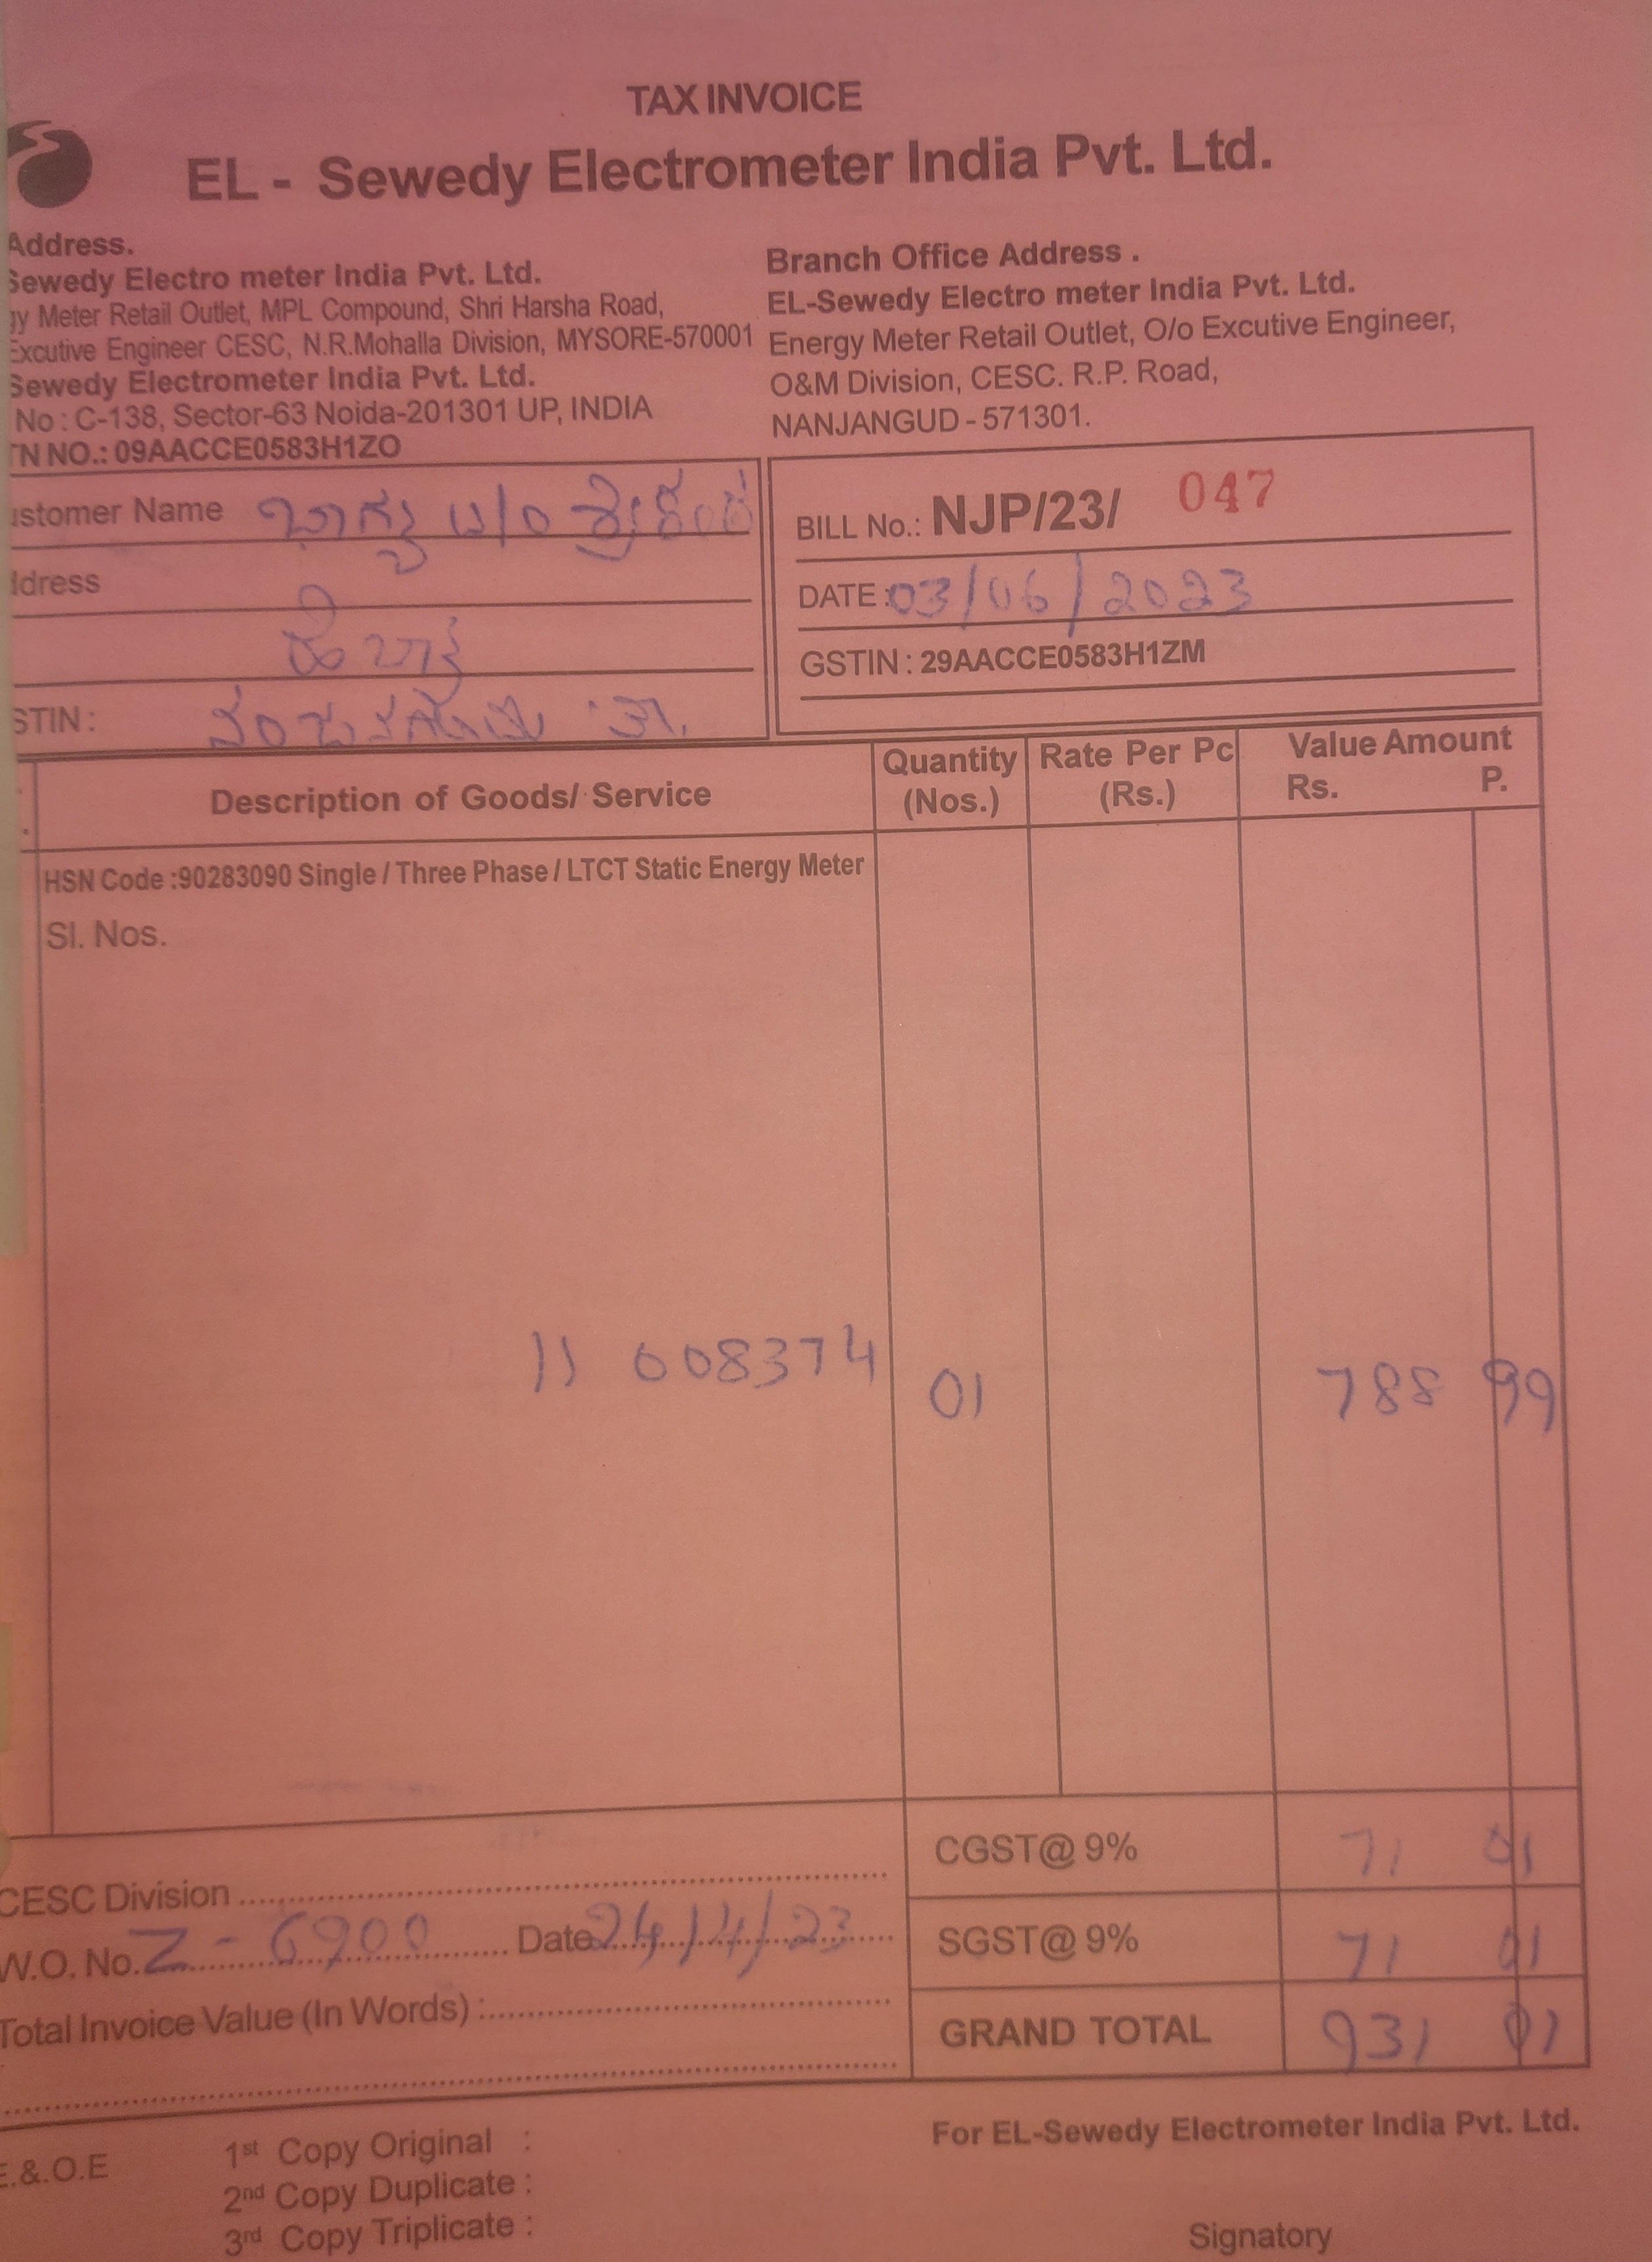 TAX INVOICE
EL - Sewedy Electrometer India Pvt. Ltd.
Address.
Sewedy Electro meter India Pvt. Ltd.
gy Meter Retail Outlet, MPL Compound, Shri Harsha Road,
Excutive Engineer CESC, N.R.Mohalla Division, MYSORE-570001
Sewedy Electrometer India Pvt. Ltd.
No : C-138, Sector-63 Noida-201301 UP, INDIA
TN NO.: 09AACCE0583H1ZO
Branch Office Address .
EL-Sewedy Electro meter India Pvt. Ltd.
Energy Meter Retail Outlet, O/o Excutive Engineer,
O&M Division, CESC. R.P. Road,
NANJANGUD - 571301.
ustomer Name ಭಾಗ್ಯ
ddress
STIN :
BILL No.: NJP/23/ 047
DATE : 03/06/2023
GSTIN : 29AACCE0583H1ZM
Description of Goods/ Service
Quantity (Nos.)
Rate Per Pc (Rs.)
Value Amount
Rs. P.
HSN Code :90283090 Single / Three Phase / LTCT Static Energy Meter
Sl. Nos.
11 008374 01 788 99
CGST@ 9% 71 01
SGST@ 9% 71 01
GRAND TOTAL 931 01
CESC Division
W.O. No. Z - 6900 Date 24/4/23
Total Invoice Value (In Words) :
E.&.O.E
1st Copy Original :
2nd Copy Duplicate :
3rd Copy Triplicate :
For EL-Sewedy Electrometer India Pvt. Ltd.
Signatory